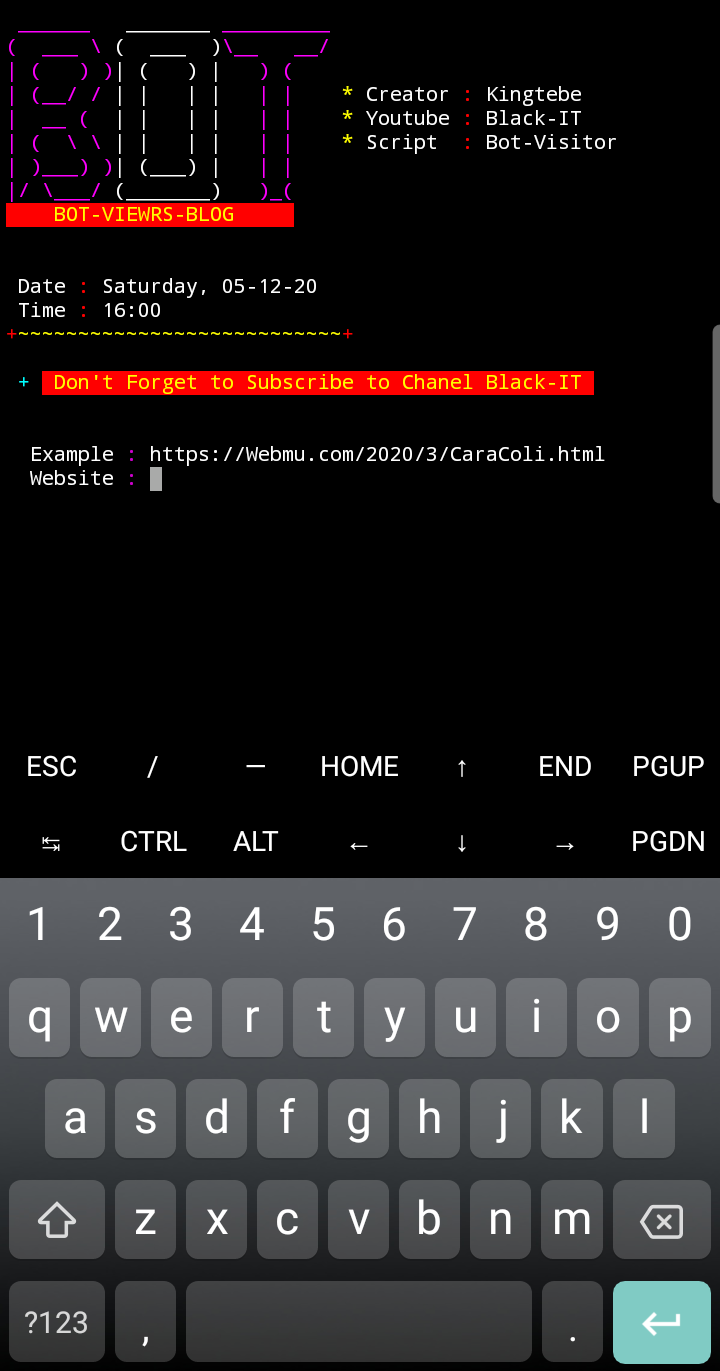 BOT
* Creator : Kingtebe
* Youtube : Black-IT
* Script : Bot-Visitor
BOT-VIEWRS-BLOG
Date : Saturday, 05-12-20
Time : 16:00
+~~~~~~~~~~~~~~~~~~~~~~~~~~~+
+ Don't Forget to Subscribe to Chanel Black-IT
Example : https://Webmu.com/2020/3/CaraColi.html
Website :
ESC / — HOME ↑ END PGUP
↹ CTRL ALT ← ↓ → PGDN
1 2 3 4 5 6 7 8 9 0
q w e r t y u i o p
a s d f g h j k l
z x c v b n m
?123 , .